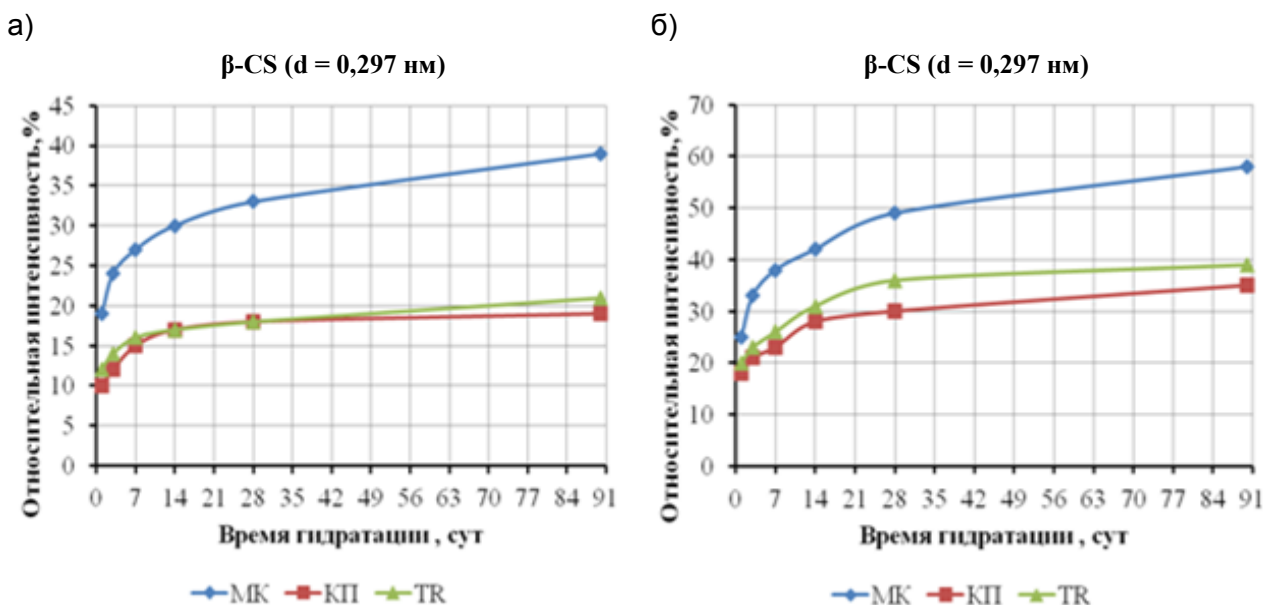 а)
β-CS (d = 0,297 нм)
Относительная интенсивность,%
45
40
35
30
25
20
15
10
5
0
0 7 14 21 28 35 42 49 56 63 70 77 84 91
Время гидратации , сут
МК КП TR
б)
β-CS (d = 0,297 нм)
Относительная интенсивность,%
70
60
50
40
30
20
10
0
0 7 14 21 28 35 42 49 56 63 70 77 84 91
Время гидратации , сут
МК КП TR